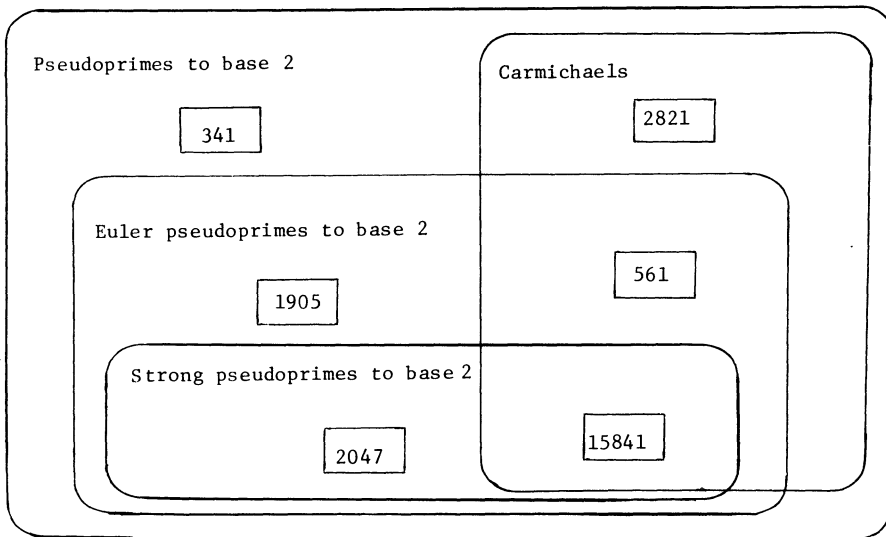 Pseudoprimes to base 2
Carmichaels
341
2821
Euler pseudoprimes to base 2
1905
561
Strong pseudoprimes to base 2
2047
15841